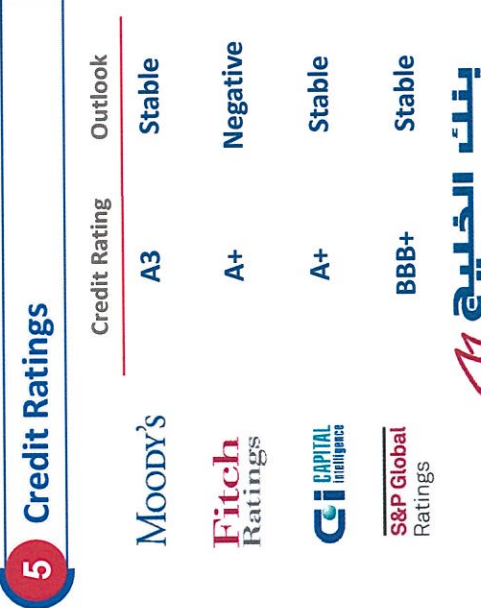 5 Credit Ratings
Credit Rating Outlook
MOODY'S A3 Stable
Fitch Ratings A+ Negative
Ci CAPITAL Intelligence A+ Stable
S&P Global Ratings BBB+ Stable
بنك الخليج